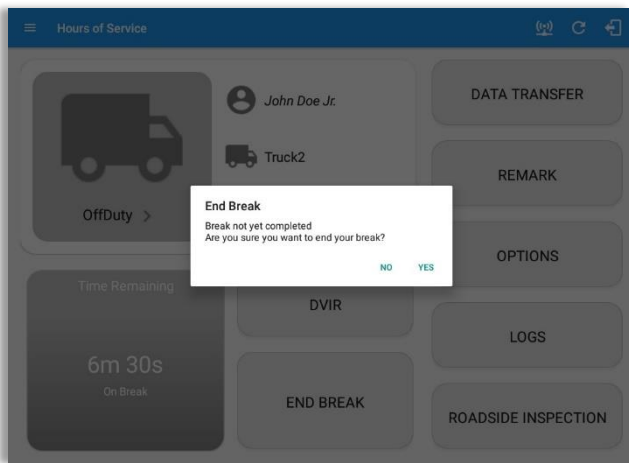 Hours of Service
John Doe Jr.
Truck2
OffDuty >
DATA TRANSFER
REMARK
OPTIONS
LOGS
ROADSIDE INSPECTION
End Break
Break not yet completed
Are you sure you want to end your break?
NO YES
Time Remaining
6m 30s
On Break
DVIR
END BREAK